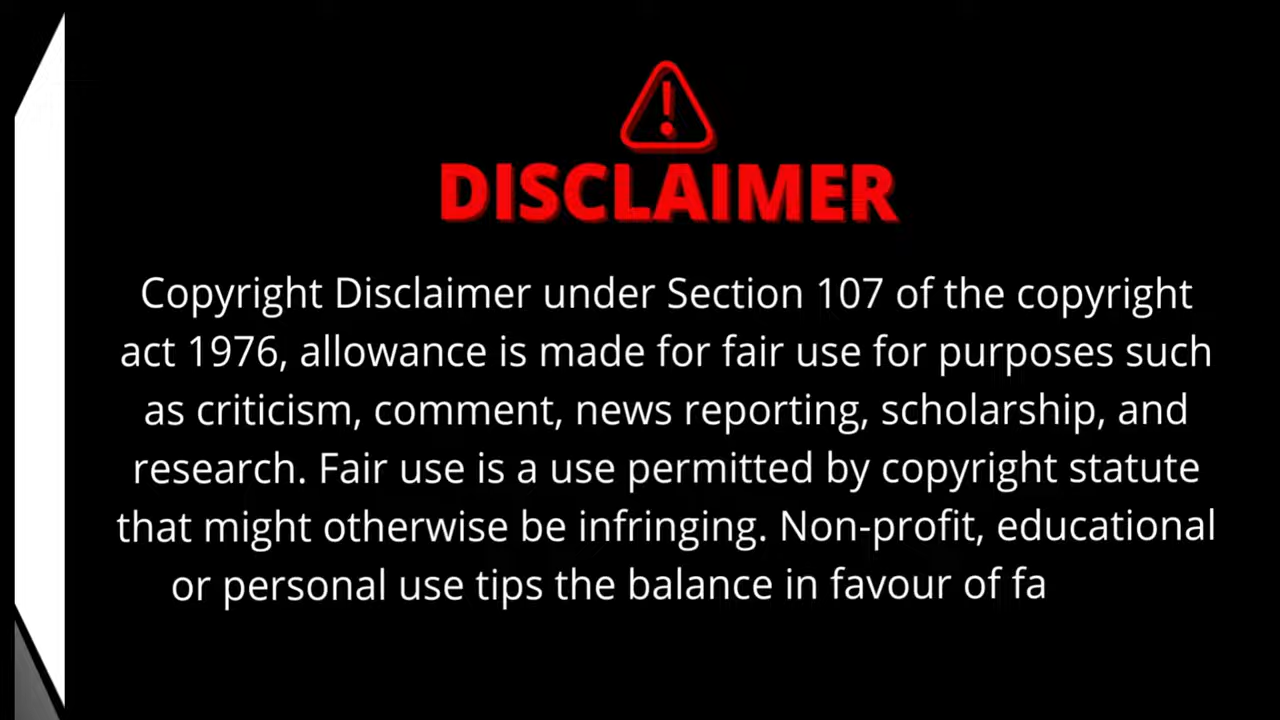 DISCLAIMER
Copyright Disclaimer under Section 107 of the copyright
act 1976, allowance is made for fair use for purposes such
as criticism, comment, news reporting, scholarship, and
research. Fair use is a use permitted by copyright statute
that might otherwise be infringing. Non-profit, educational
or personal use tips the balance in favour of fa